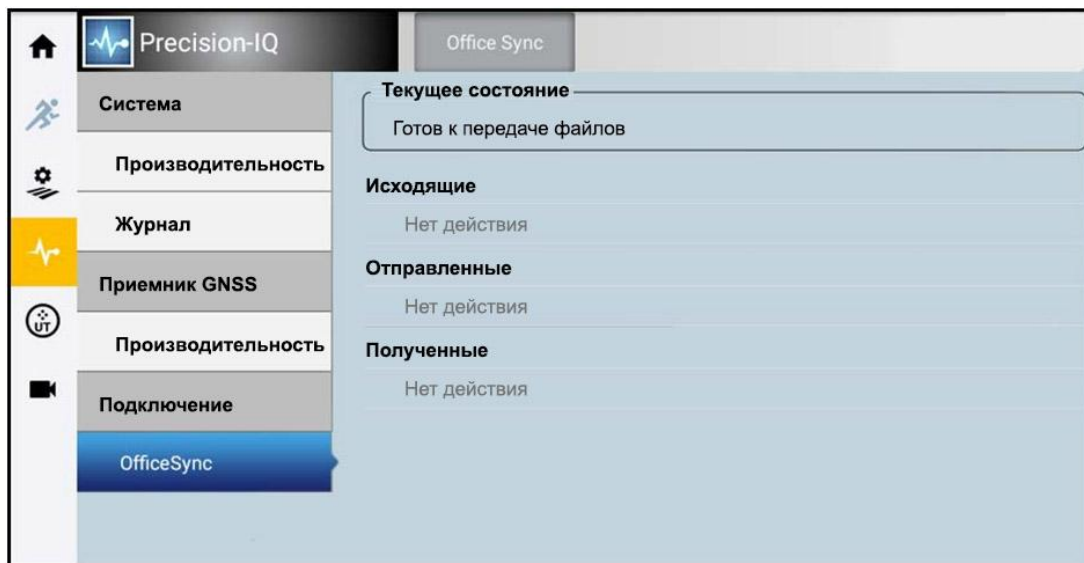 Precision-IQ
Office Sync
Система
Производительность
Журнал
Приемник GNSS
Производительность
Подключение
OfficeSync
Текущее состояние
Готов к передаче файлов
Исходящие
Нет действия
Отправленные
Нет действия
Полученные
Нет действия
UT